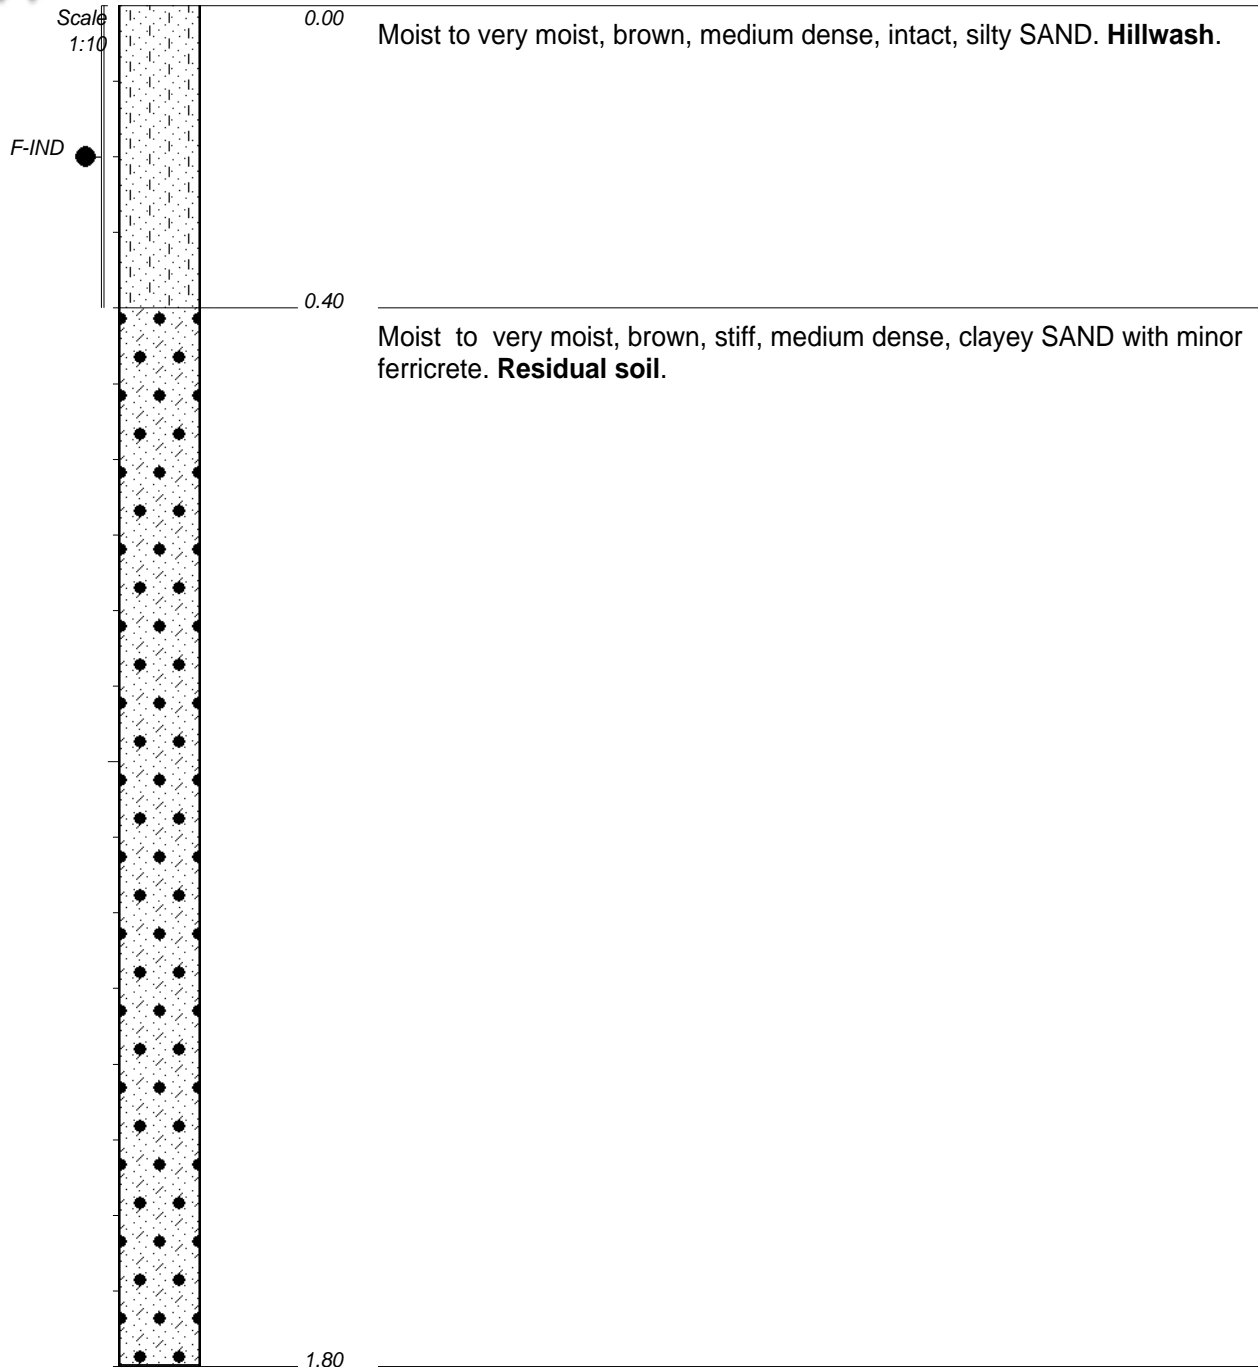 Scale
1:10
0.00
Moist to very moist, brown, medium dense, intact, silty SAND. Hillwash.
F-IND
0.40
Moist to very moist, brown, stiff, medium dense, clayey SAND with minor
ferricrete. Residual soil.
1.80